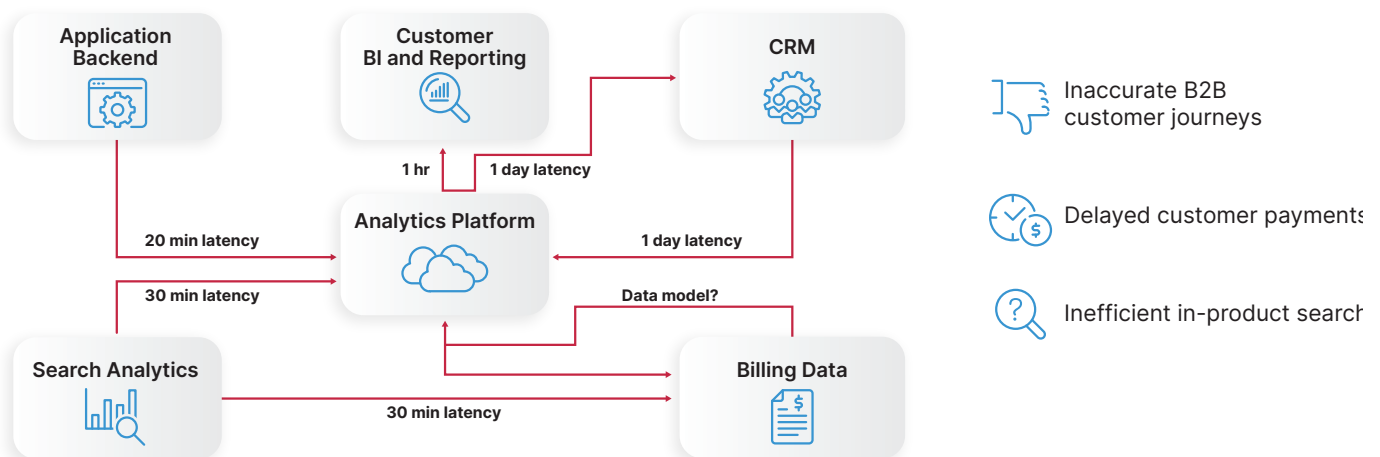 Application
Backend
Customer
BI and Reporting
CRM
Inaccurate B2B
customer journeys
1 hr
1 day latency
Analytics Platform
Delayed customer payments
20 min latency
1 day latency
30 min latency
Data model?
?
Inefficient in-product search
$
Search Analytics
Billing Data
$
30 min latency